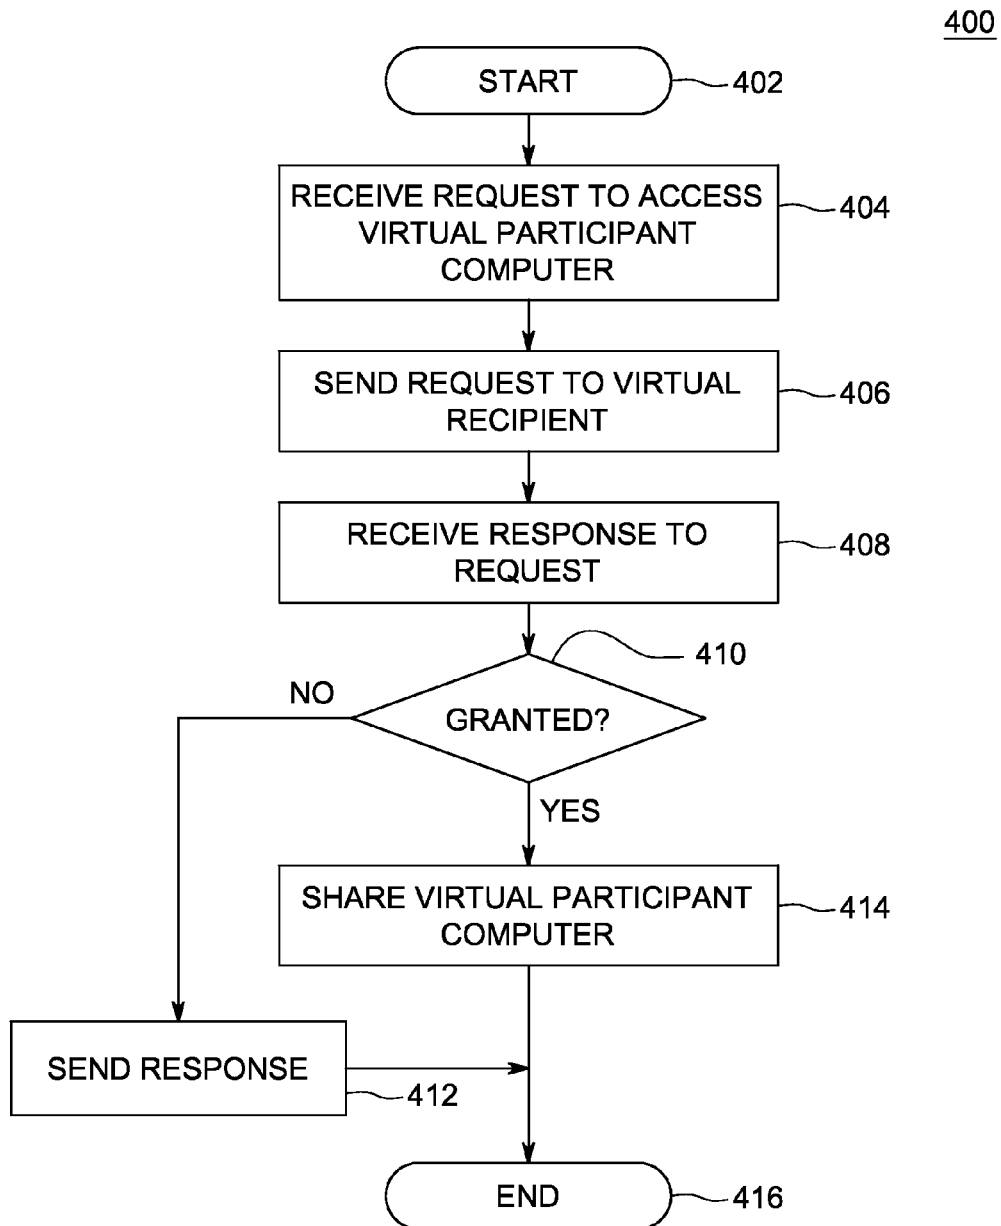 400
START
402
RECEIVE REQUEST TO ACCESS
VIRTUAL PARTICIPANT
COMPUTER
404
SEND REQUEST TO VIRTUAL
RECIPIENT
406
RECEIVE RESPONSE TO
REQUEST
408
410
NO
GRANTED?
YES
SHARE VIRTUAL PARTICIPANT
COMPUTER
414
SEND RESPONSE
412
END
416